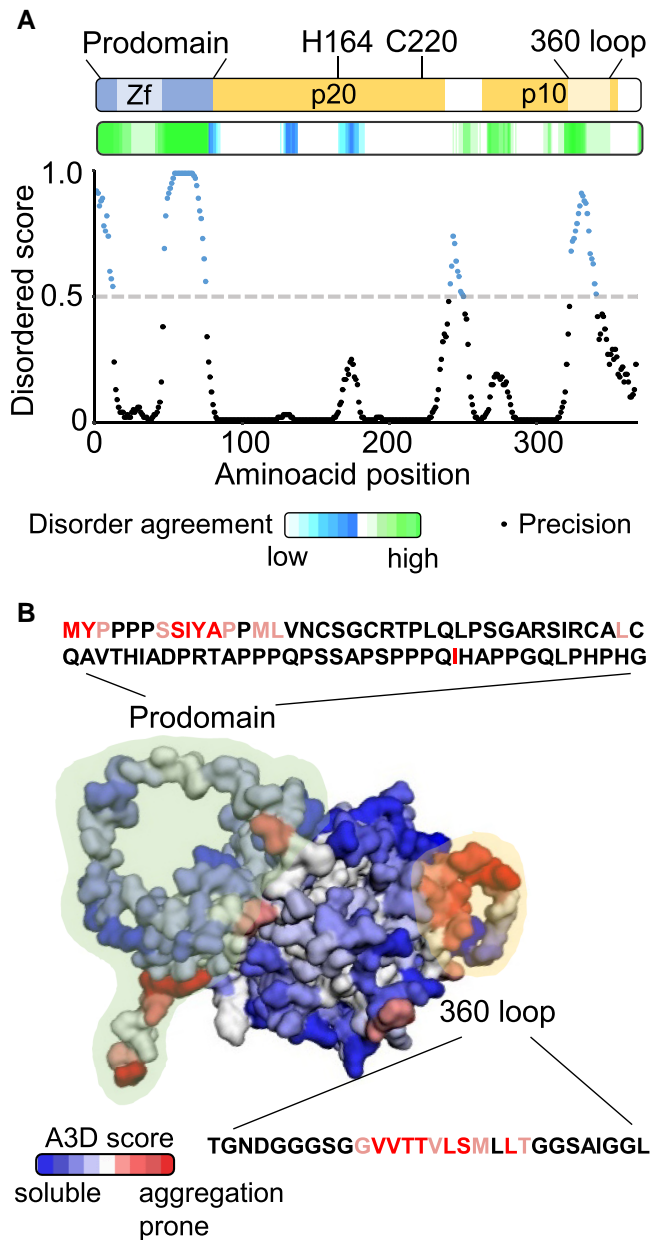 A
Prodomain H164 C220 360 loop
Zf p20 p10
1.0
0.5
0
Disordered score
0 100 200 300
Aminoacid position
Disorder agreement
low high
Precision
B
MYPPPPSSIYAPPMLVNCSGCRTPLQLPSGARSIRCALC
QAVTHIADPRTAPPPQPSSAPSPPPQIHAPPGQLPHPHG
Prodomain
360 loop
TGNDGGGSGGVVTTVLSMLLTGGSAIGGL
A3D score
soluble aggregation
prone